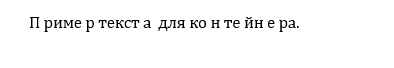 П риме р текст а  для ко н те йн е ра.